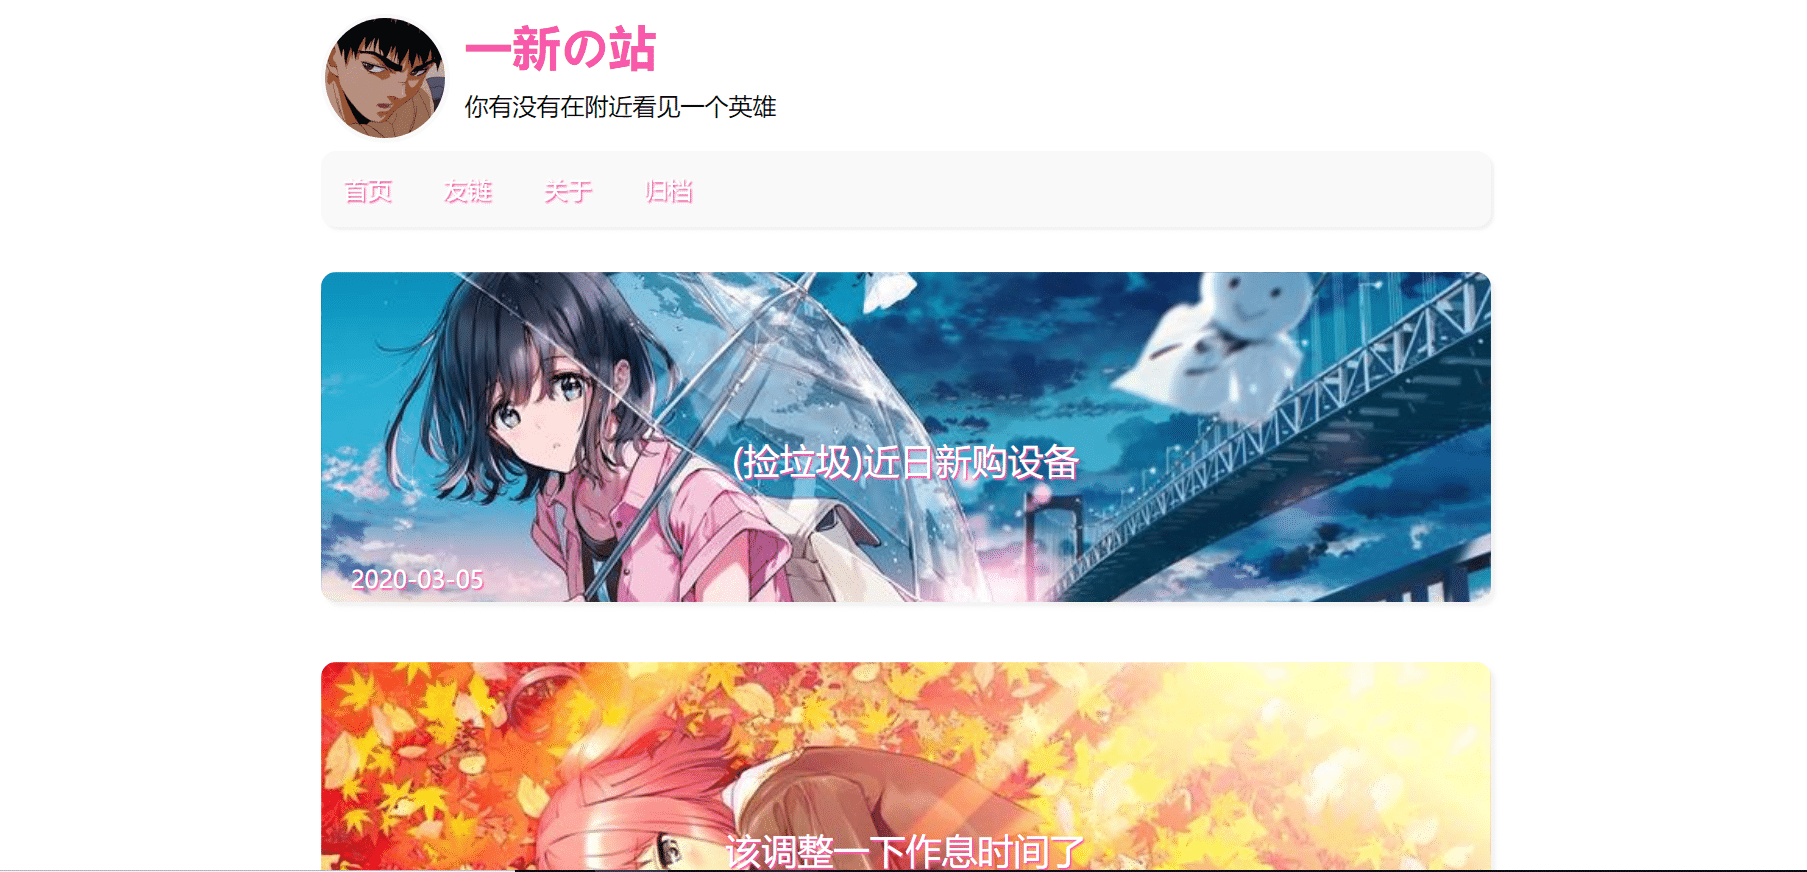 一新の站
你有没有在附近看见一个英雄
首页 友链 关于 归档
(捡垃圾)近日新购设备
2020-03-05
该调整一下作息时间了